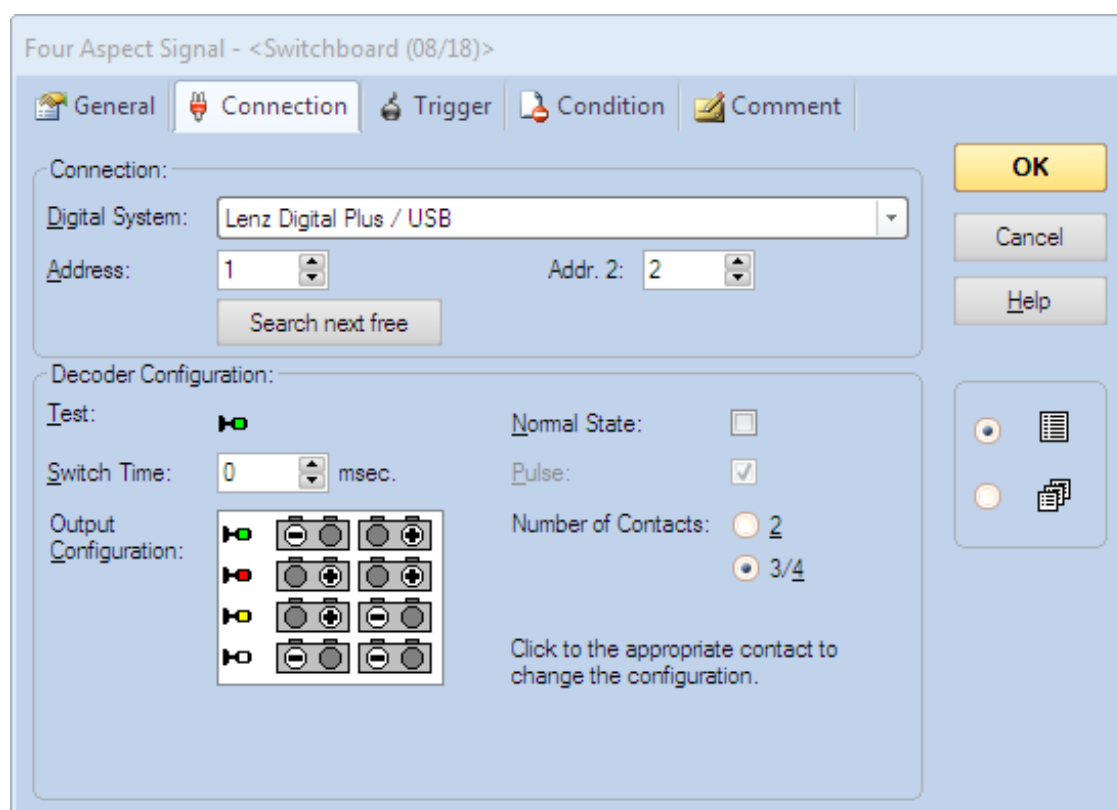 Four Aspect Signal - <Switchboard (08/18)>
General Connection Trigger Condition Comment
Connection:
Digital System: Lenz Digital Plus / USB
Address: 1 Addr. 2: 2
Search next free
OK
Cancel
Help
Decoder Configuration:
Test: Normal State:
Switch Time: 0 msec. Pulse:
Output Configuration: Number of Contacts: 2
3/4
Click to the appropriate contact to
change the configuration.